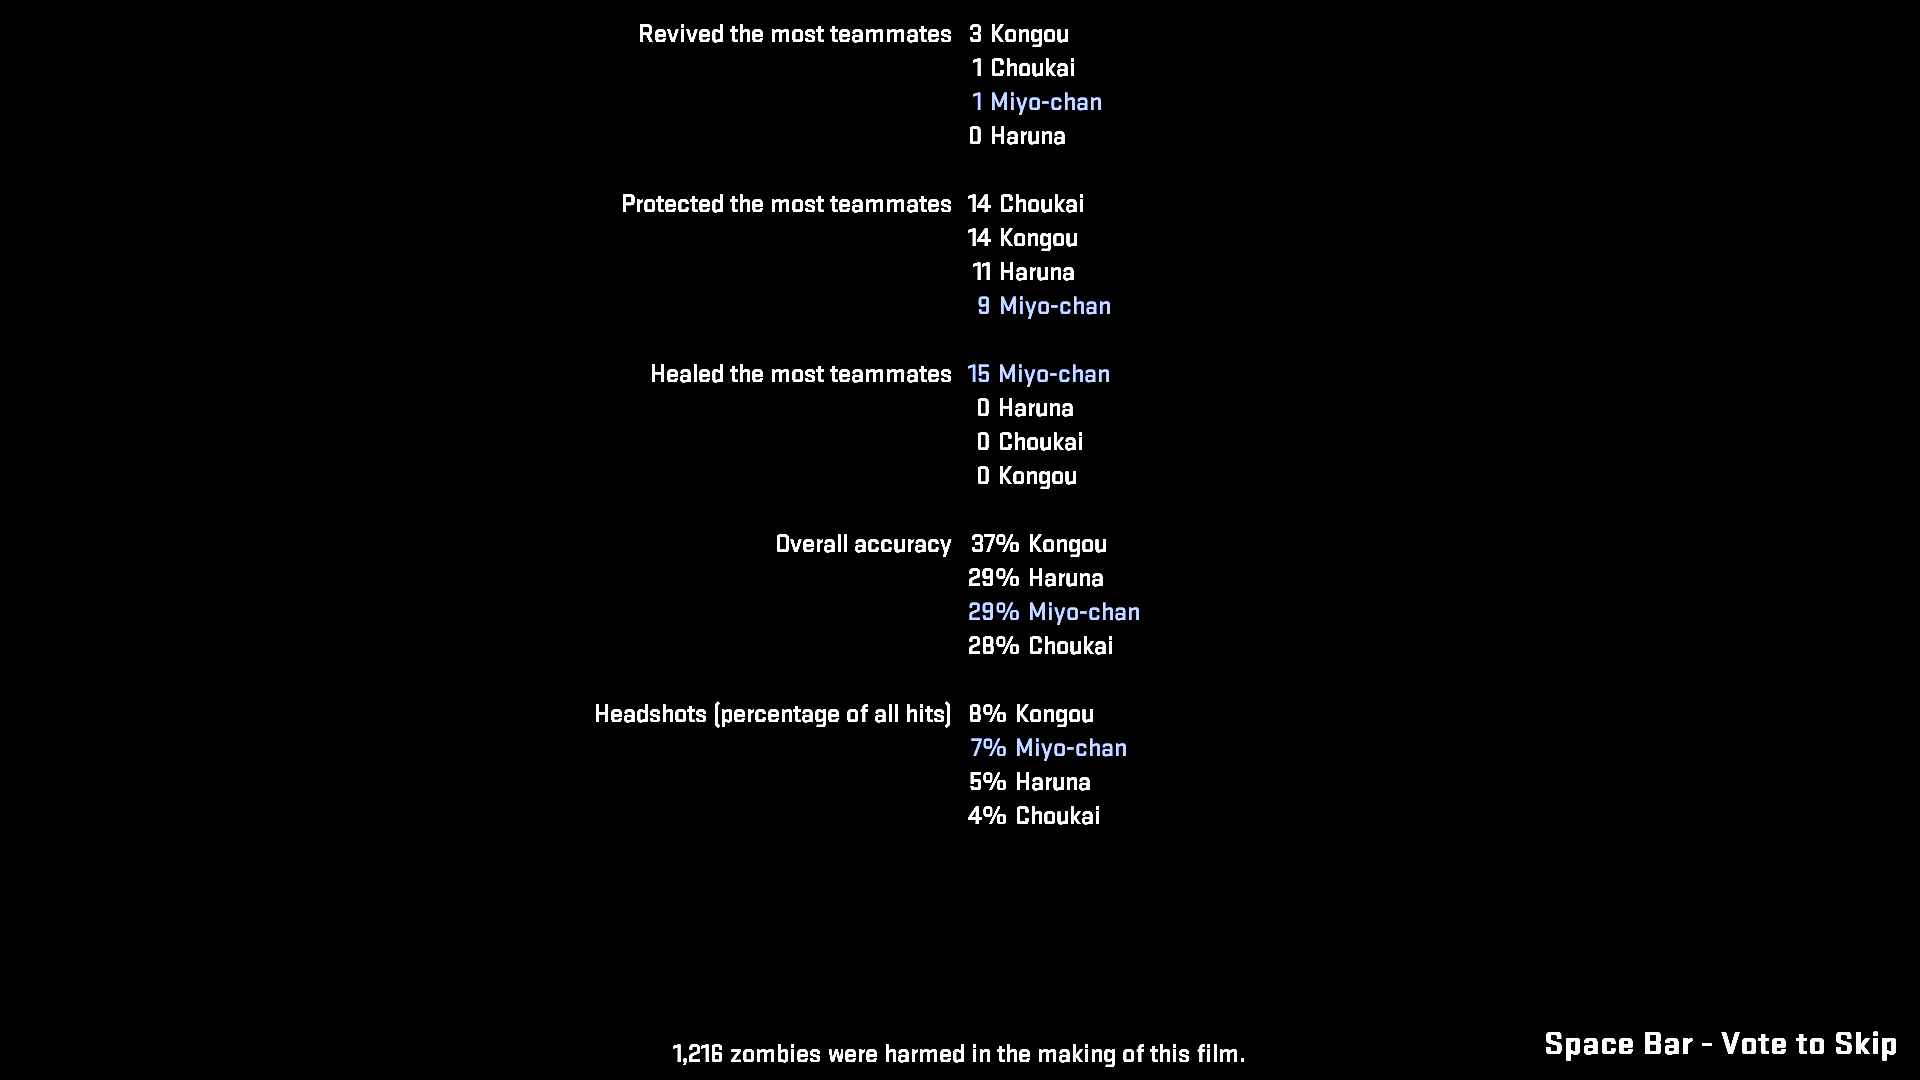 Revived the most teammates 3 Kongou
1 Choukai
1 Miyo-chan
0 Haruna
Protected the most teammates 14 Choukai
14 Kongou
11 Haruna
9 Miyo-chan
Healed the most teammates 15 Miyo-chan
0 Haruna
0 Choukai
0 Kongou
Overall accuracy 37% Kongou
29% Haruna
29% Miyo-chan
28% Choukai
Headshots (percentage of all hits) 8% Kongou
7% Miyo-chan
5% Haruna
4% Choukai
Space Bar - Vote to Skip
1,216 zombies were harmed in the making of this film.